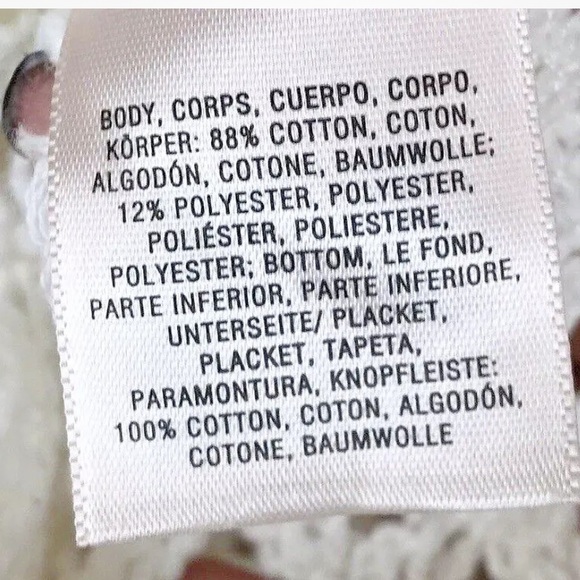 BODY, CORPS, CUERPO, CORPO,
KÖRPER: 88% COTTON, COTON,
ALGODÓN, COTONE, BAUMWOLLE;
12% POLYESTER, POLYESTER,
POLIÉSTER, POLIESTERE,
POLYESTER; BOTTOM, LE FOND,
PARTE INFERIOR, PARTE INFERIORE,
UNTERSEITE/ PLACKET,
PLACKET, TAPETA,
PARAMONTURA, KNOPFLEISTE:
100% COTTON, COTON, ALGODÓN,
COTONE, BAUMWOLLE